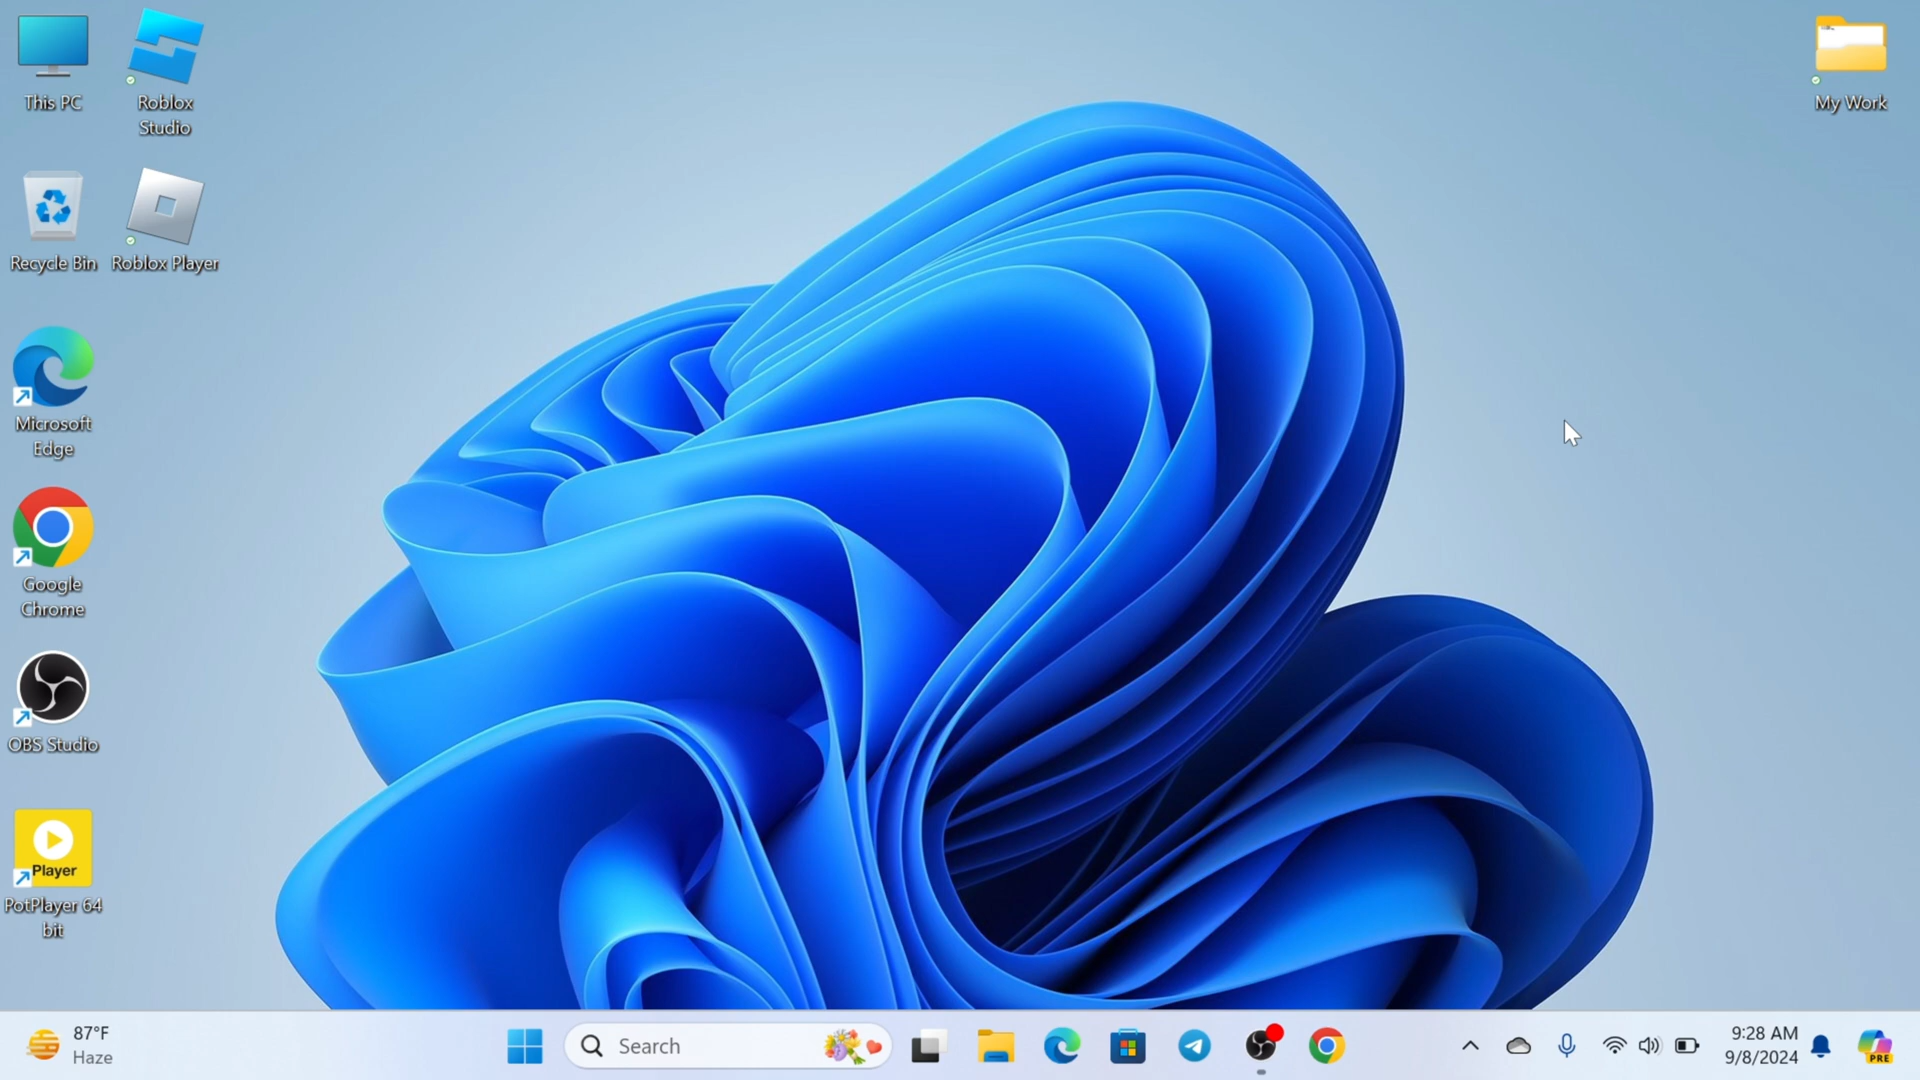 This PC
Roblox
Studio
My Work
Recycle Bin
Roblox Player
Microsoft
Edge
Google
Chrome
OBS Studio
Player
PotPlayer 64
bit
87°F
Haze
Search
9:28 AM
9/8/2024
PRE